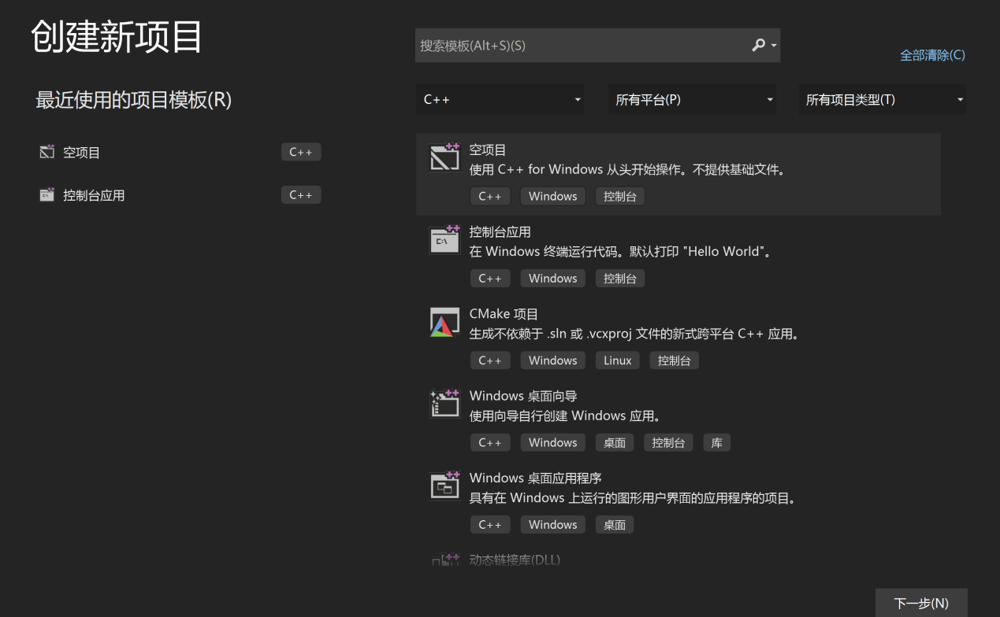 创建新项目
搜索模板(Alt+S)(S)
全部清除(C)
最近使用的项目模板(R)
C++
所有平台(P)
所有项目类型(T)
空项目
C++
控制台应用
C++
空项目
使用 C++ for Windows 从头开始操作。不提供基础文件。
C++ Windows 控制台
控制台应用
在 Windows 终端运行代码。默认打印 "Hello World"。
C++ Windows 控制台
CMake 项目
生成不依赖于 .sln 或 .vcxproj 文件的新式跨平台 C++ 应用。
C++ Windows Linux 控制台
Windows 桌面向导
使用向导自行创建 Windows 应用。
C++ Windows 桌面 控制台 库
Windows 桌面应用程序
具有在 Windows 上运行的图形用户界面的应用程序的项目。
C++ Windows 桌面
动态链接库(DLL)
下一步(N)